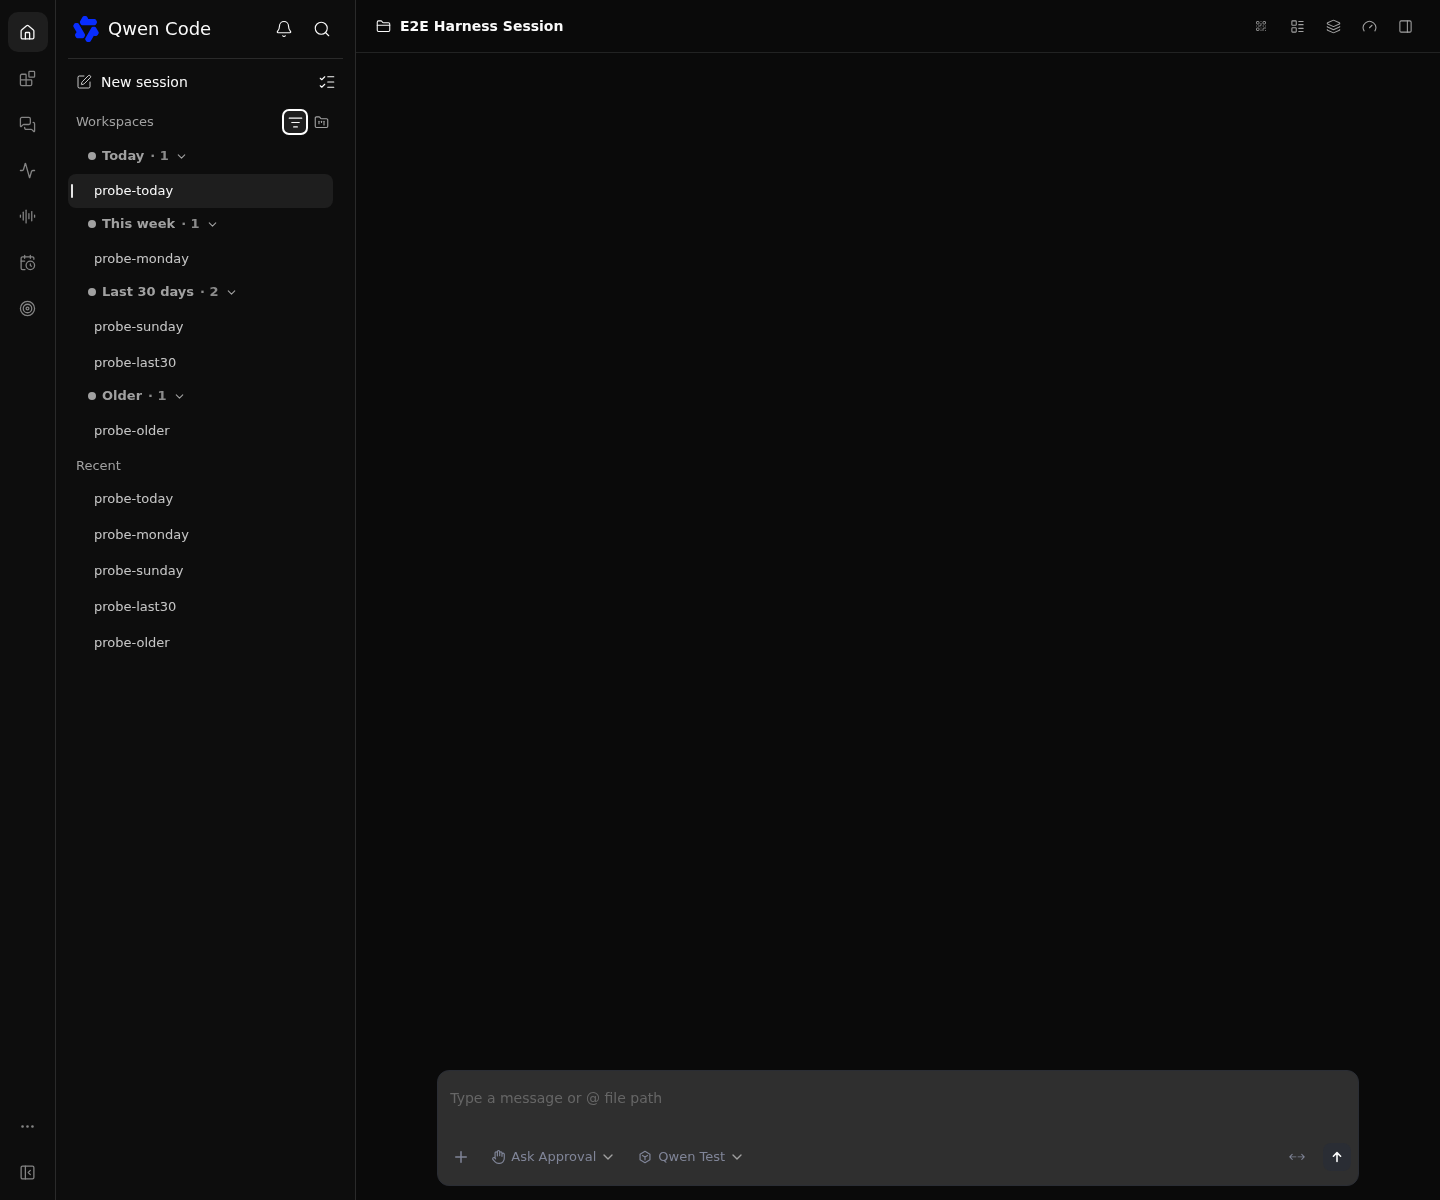 Qwen Code
New session
Workspaces
Today · 1
probe-today
This week · 1
probe-monday
Last 30 days · 2
probe-sunday
probe-last30
Older · 1
probe-older
Recent
probe-today
probe-monday
probe-sunday
probe-last30
probe-older
E2E Harness Session
Type a message or @ file path
Ask Approval
Qwen Test